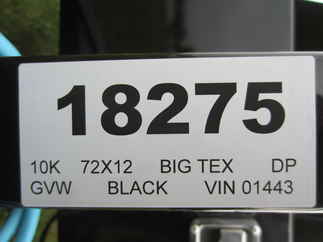 18275
10K 72X12 BIG TEX DP
GVW BLACK VIN 01443